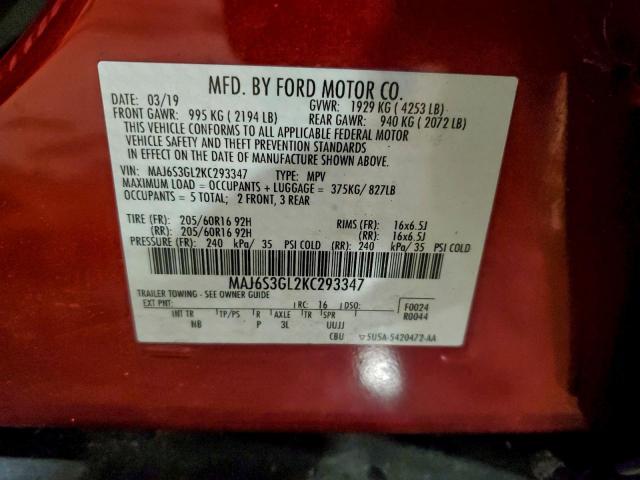 MFD. BY FORD MOTOR CO.
DATE: 03/19 GVWR: 1929 KG ( 4253 LB)
FRONT GAWR: 995 KG ( 2194 LB) REAR GAWR: 940 KG ( 2072 LB)
THIS VEHICLE CONFORMS TO ALL APPLICABLE FEDERAL MOTOR
VEHICLE SAFETY AND THEFT PREVENTION STANDARDS
IN EFFECT ON THE DATE OF MANUFACTURE SHOWN ABOVE.
VIN: MAJ6S3GL2KC293347 TYPE: MPV
MAXIMUM LOAD = OCCUPANTS + LUGGAGE = 375KG/ 827LB
OCCUPANTS = 5 TOTAL; 2 FRONT, 3 REAR
TIRE (FR): 205/60R16 92H RIMS (FR): 16x6.5J
(RR): 205/60R16 92H (RR): 16x6.5J
PRESSURE (FR): 240 kPa/ 35 PSI COLD (RR): 240 kPa/ 35 PSI COLD
MAJ6S3GL2KC293347
TRAILER TOWING - SEE OWNER GUIDE
EXT PNT: RC: 16 DSO: F0024
R0044
INT TR TP/PS R AXLE TR SPR
NB P 3L UUJJ
CBU 5U5A-5420472-AA